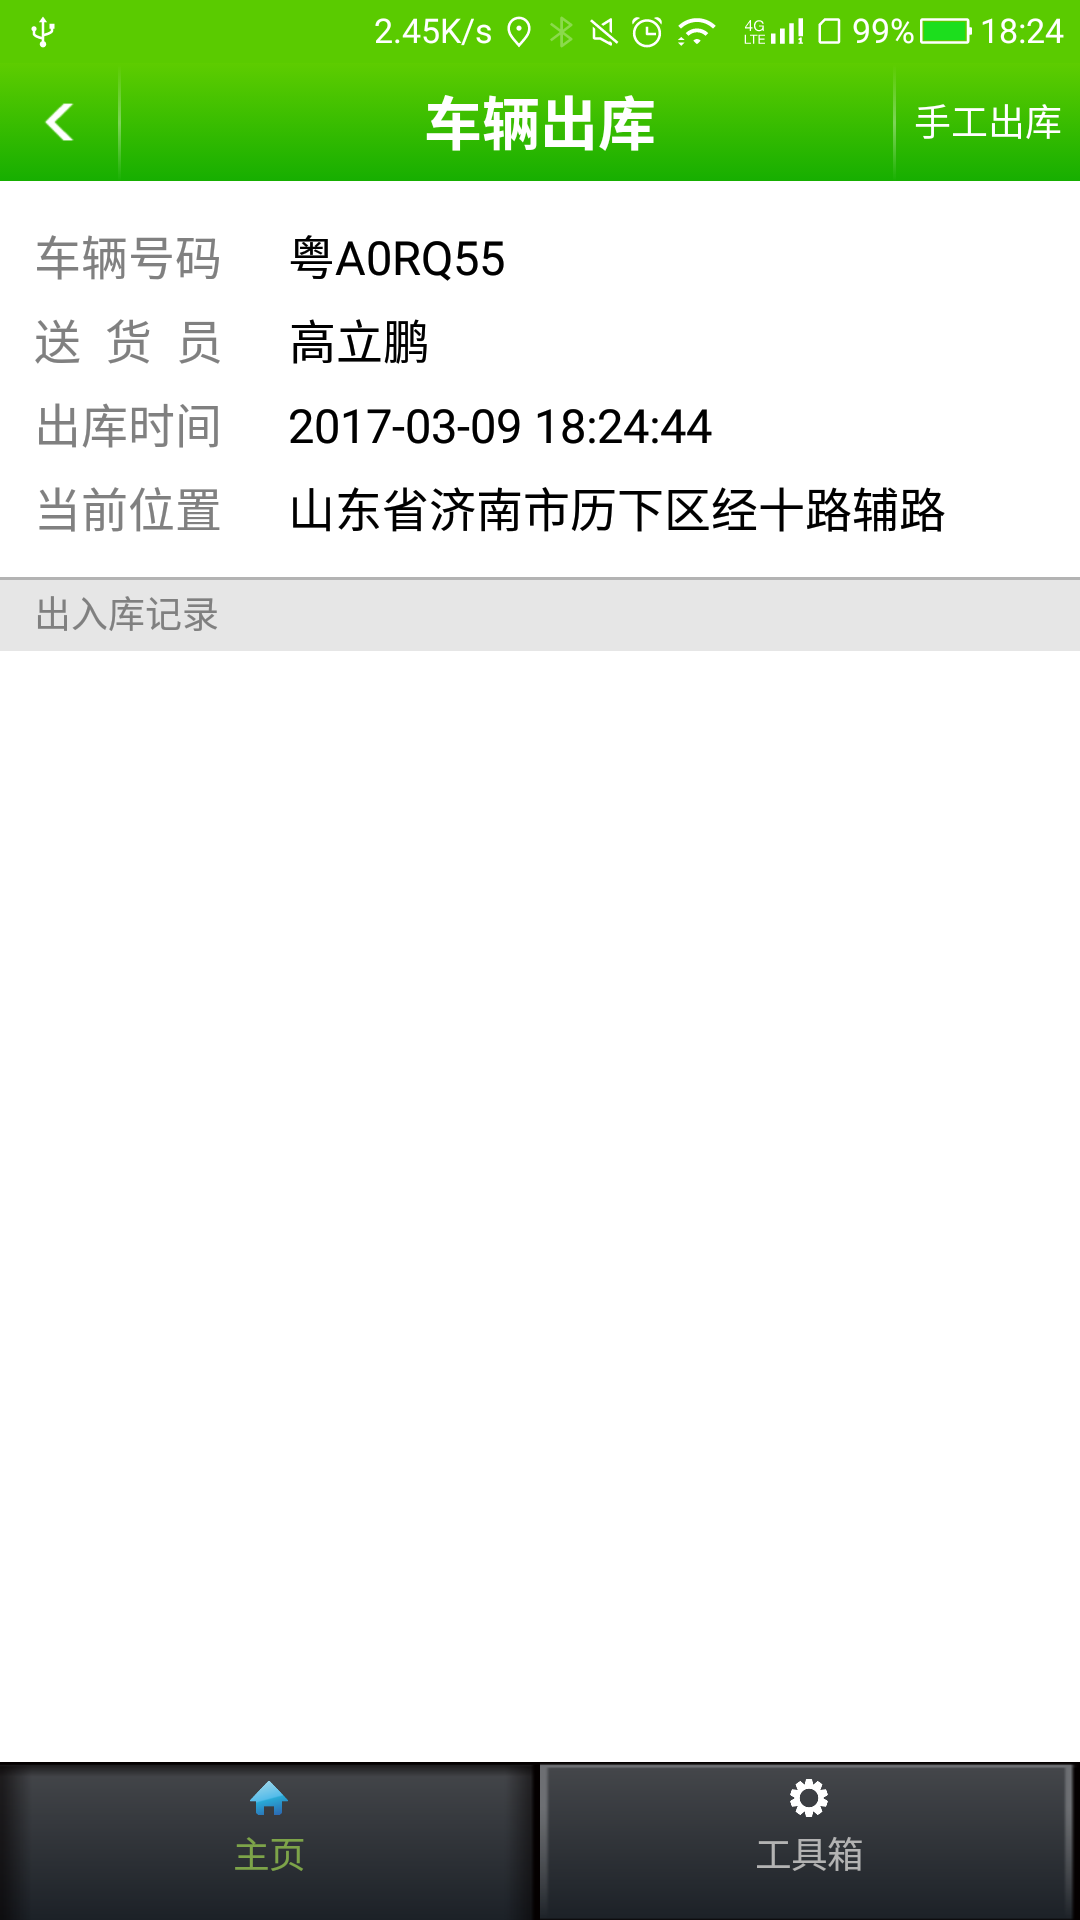 2.45K/s 4G LTE 1 99% 18:24
车辆出库 手工出库
车辆号码 粤A0RQ55
送货员 高立鹏
出库时间 2017-03-09 18:24:44
当前位置 山东省济南市历下区经十路辅路
出入库记录
主页 工具箱